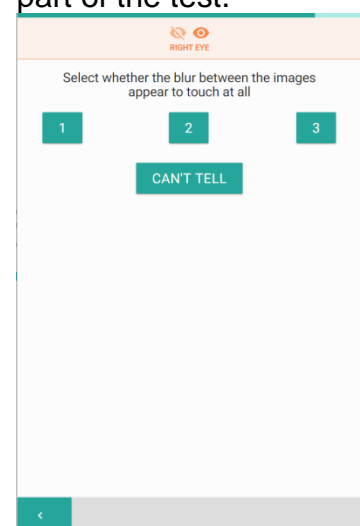 part of the test.
RIGHT EYE
Select whether the blur between the images
appear to touch at all
1 2 3
CAN'T TELL